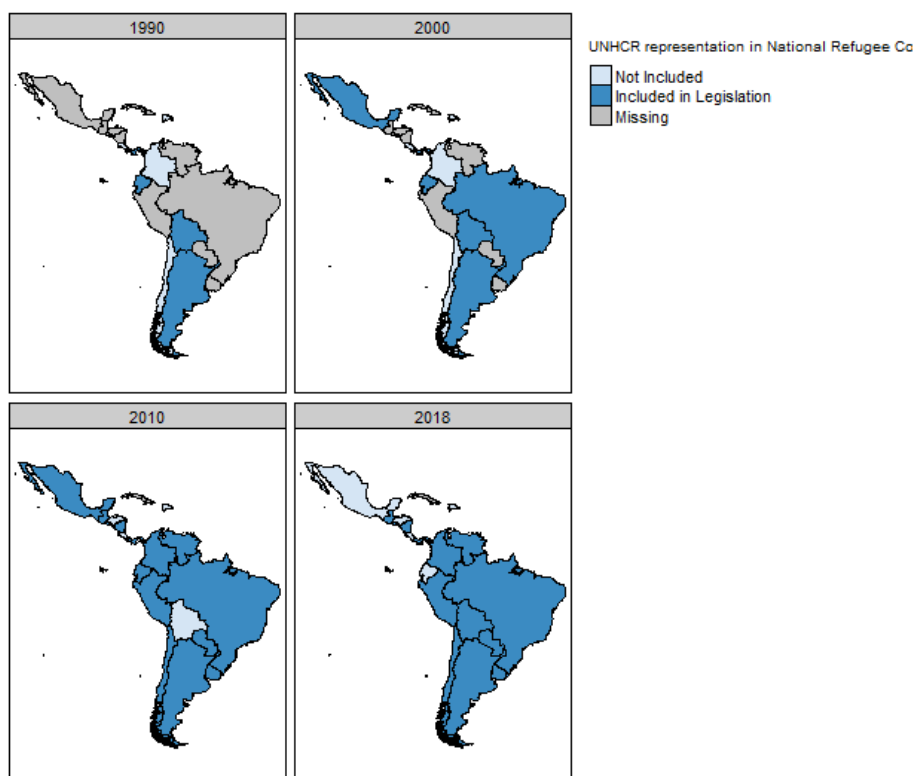 1990
2000
UNHCR representation in National Refugee Co
Not Included
Included in Legislation
Missing
2010
2018